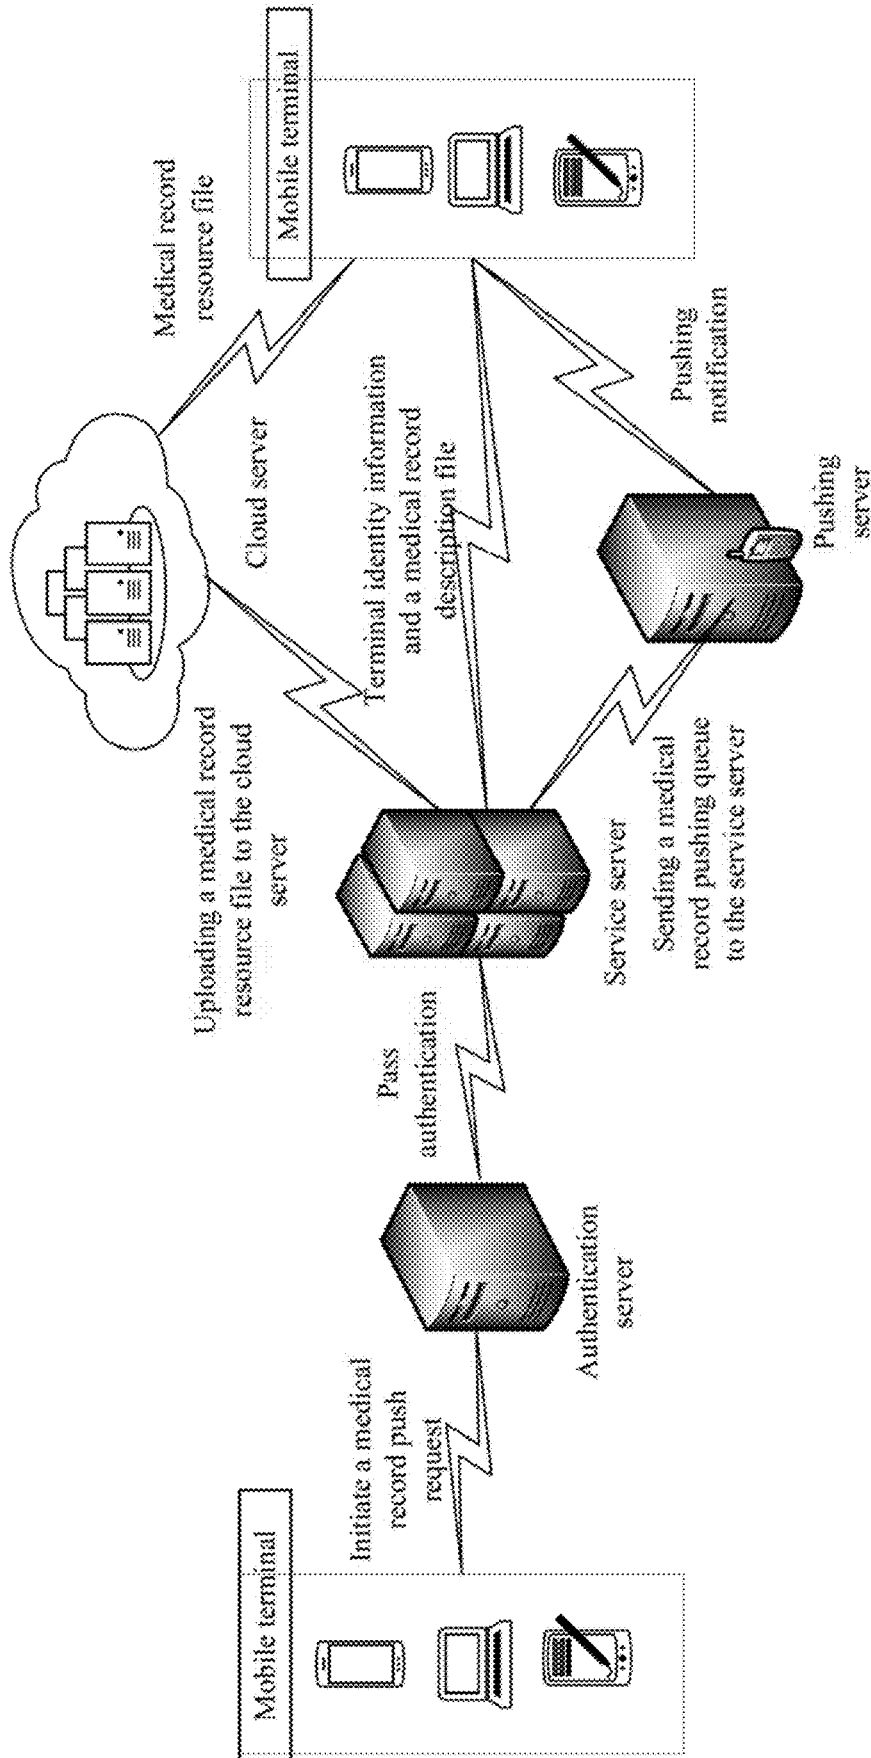 Mobile terminal
Initiate a medical
record push
request
Authentication
server
Pass
authentication
Uploading a medical record
resource file to the cloud
server
Service server
Sending a medical
record pushing queue
to the service server
Cloud server
Terminal identity information
and a medical record
description file
Pushing
server
Medical record
resource file
Pushing
notification
Mobile terminal